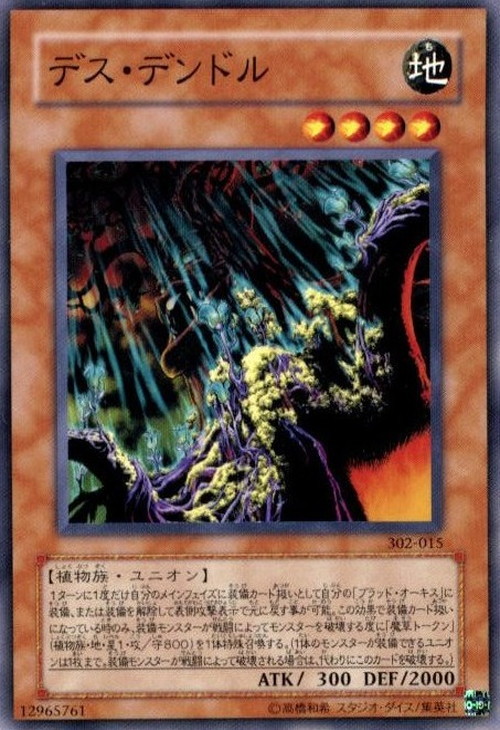 デス・デンドル
地
302-015
【植物族・ユニオン】
1ターンに1度だけ自分のメインフェイズに装備カード扱いとして自分の「ブラッド・オーキス」に
装備、または装備を解除して表側攻撃表示で元に戻す事が可能。この効果で装備カード扱い
になっている時のみ、装備モンスターが戦闘によってモンスターを破壊する度に「魔草トークン」
(植物族・地・星1・攻/守800)を1体特殊召喚する。(1体のモンスターが装備できるユニオ
ンは1枚まで。装備モンスターが戦闘によって破壊される場合は、代わりにこのカードを破壊する。)
ATK/ 300 DEF/2000
12965761
©高橋和希 スタジオ・ダイス/集英社